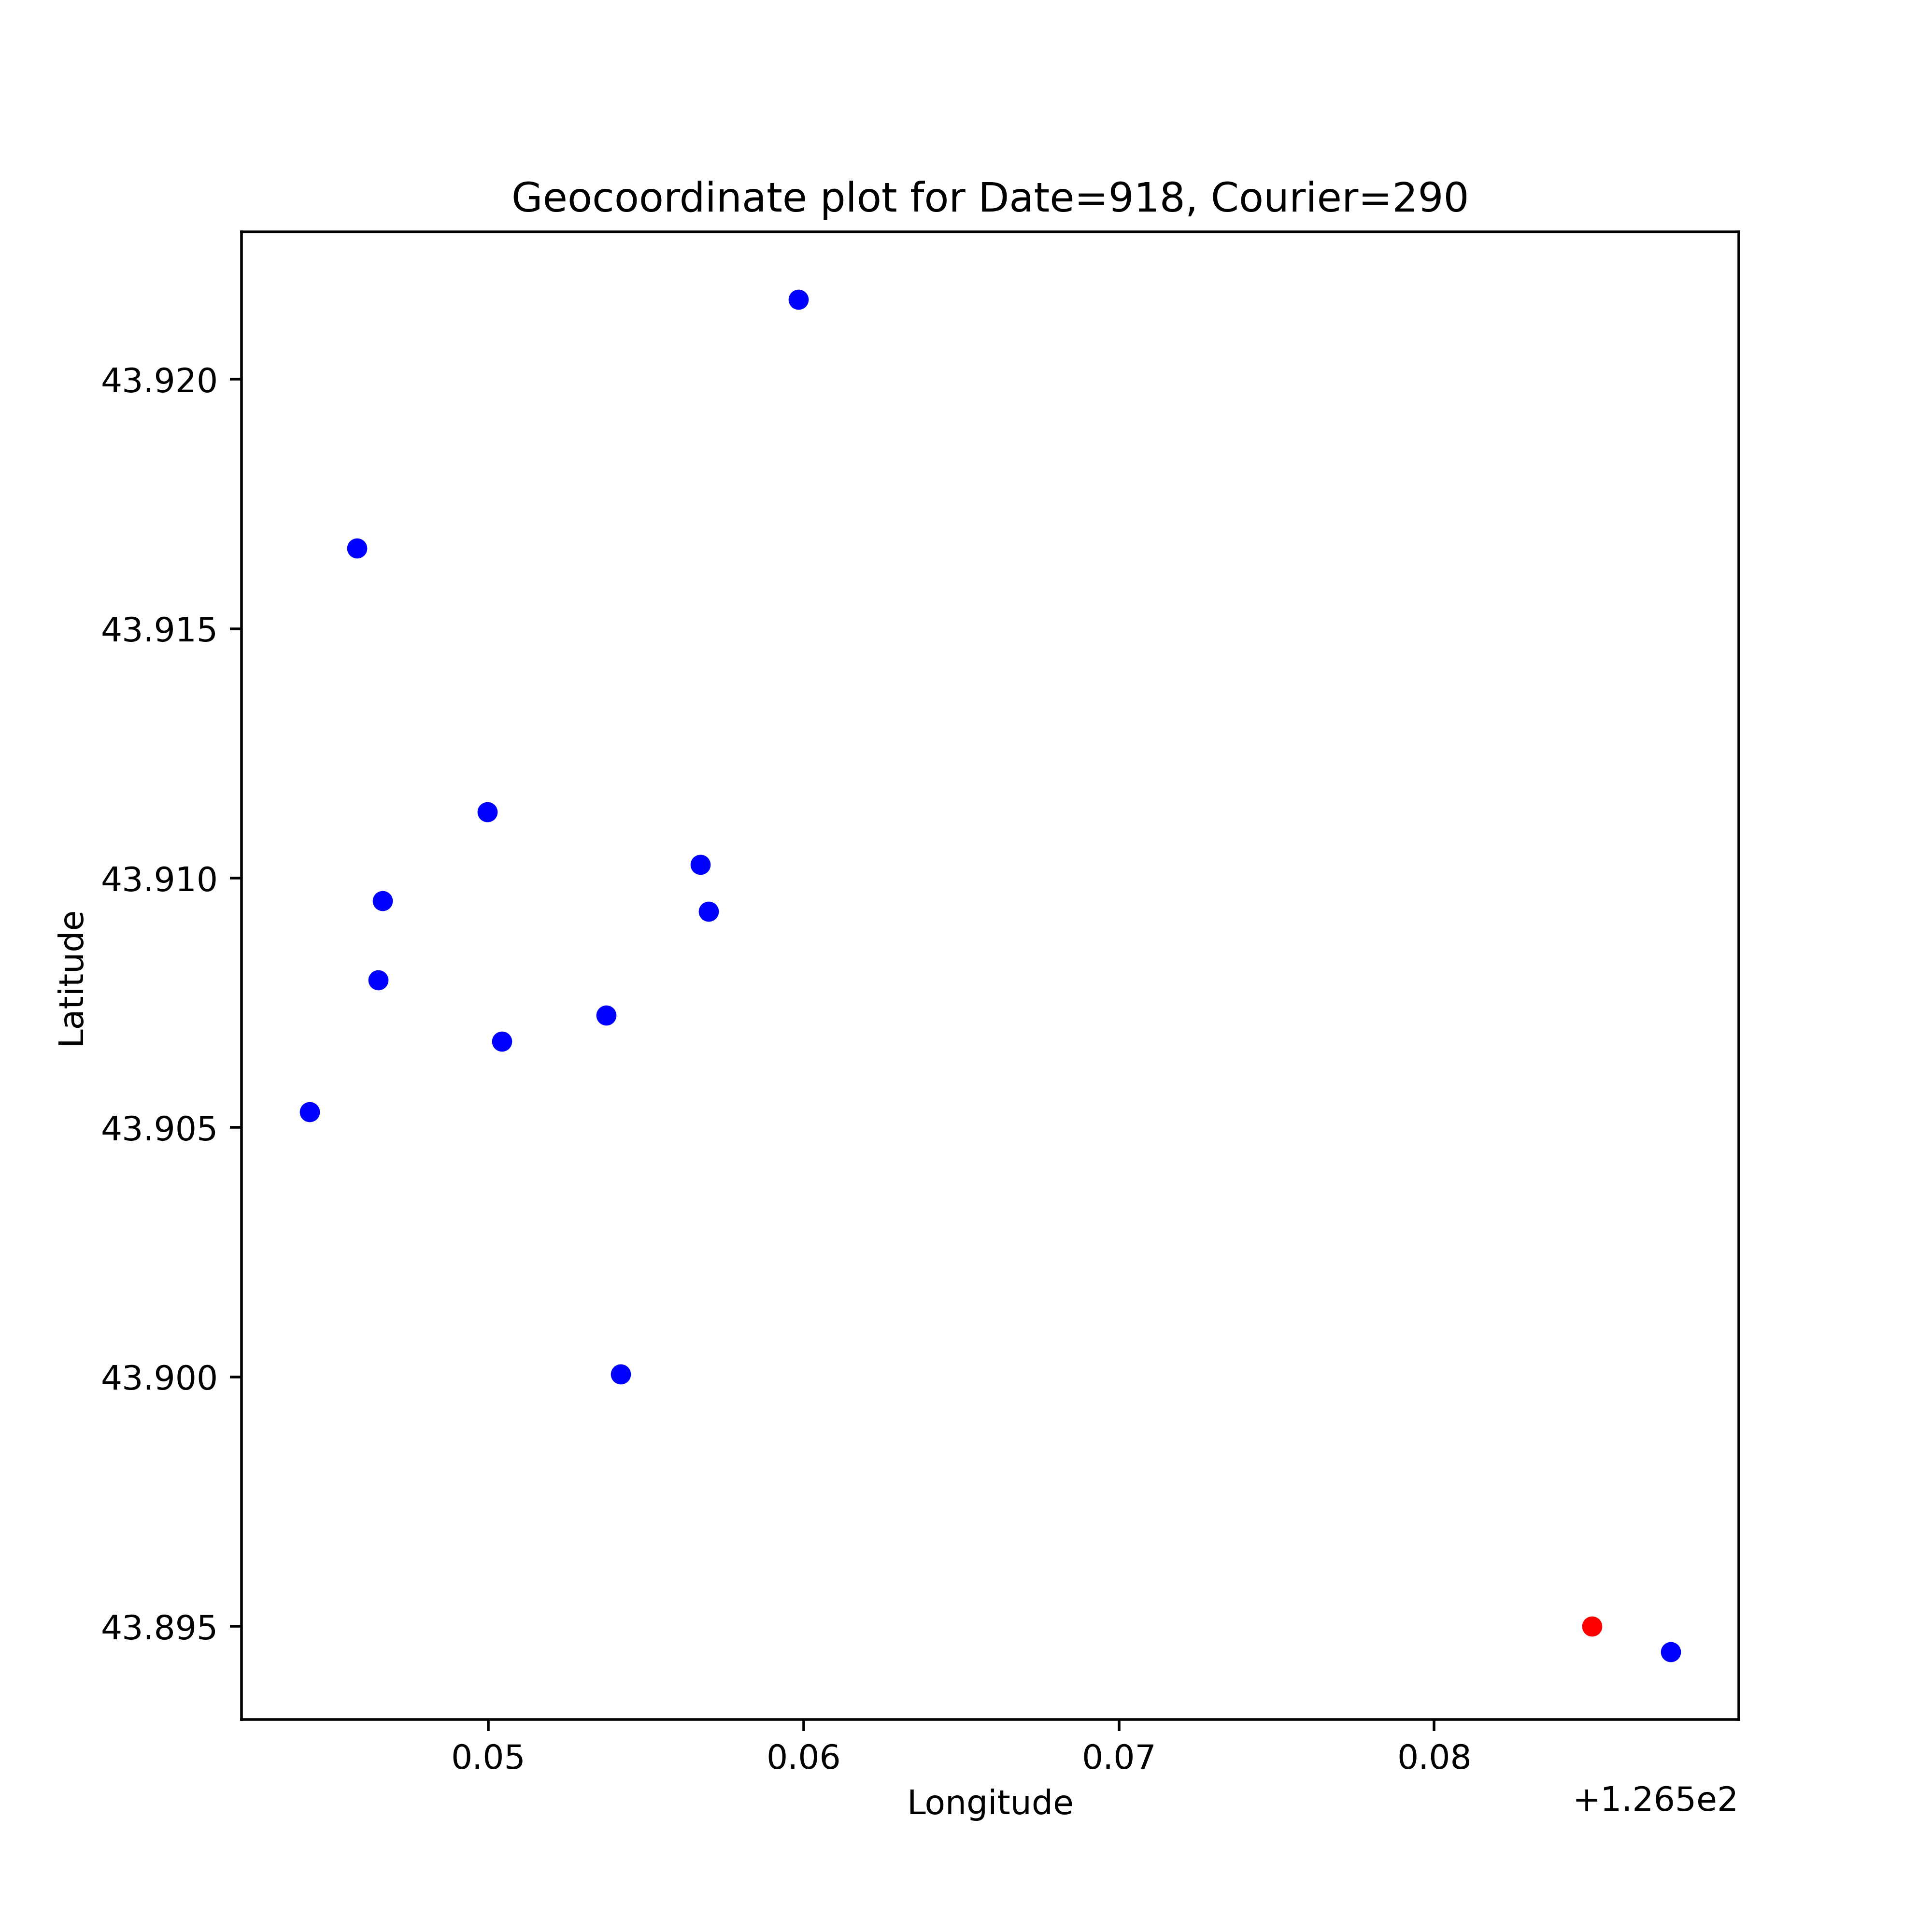 Geocoordinate plot for Date=918, Courier=290
43.920
43.915
43.910
43.905
43.900
43.895
Latitude
0.05 0.06 0.07 0.08
+1.265e2
Longitude